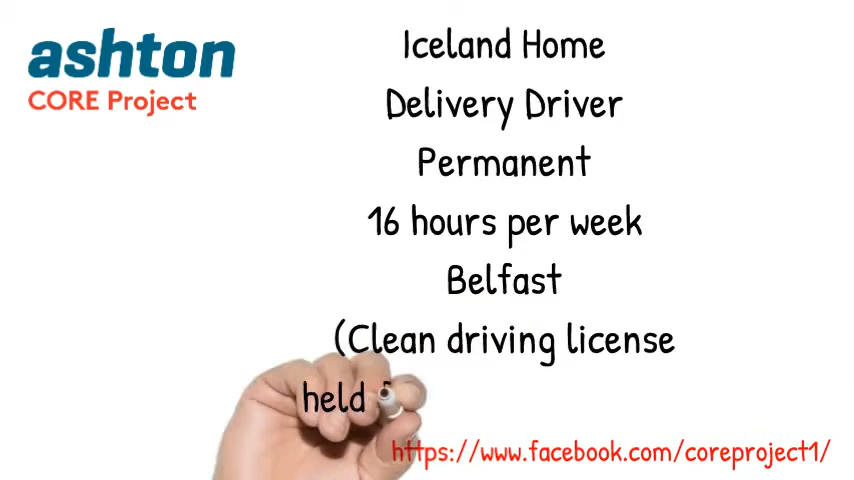 ashton
CORE Project
Iceland Home
Delivery Driver
Permanent
16 hours per week
Belfast
(Clean driving license
held
https://www.facebook.com/coreproject1/